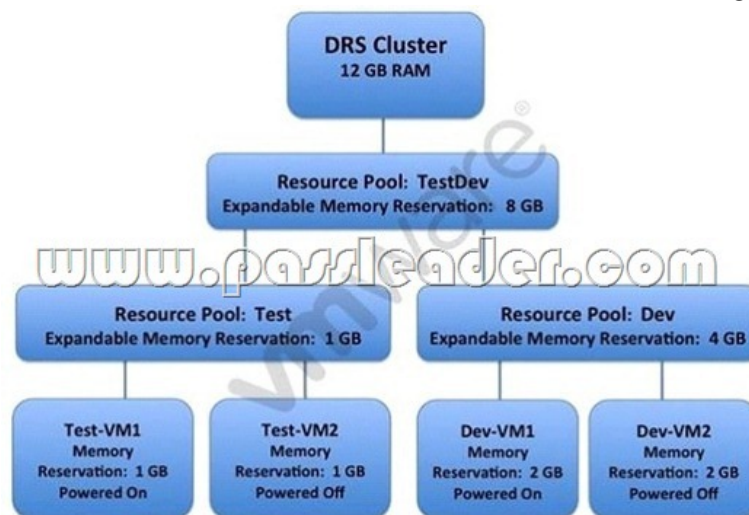 DRS Cluster
12 GB RAM
Resource Pool: TestDev
Expandable Memory Reservation: 8 GB
www.passleader.com
vmware®
Resource Pool: Test
Expandable Memory Reservation: 1 GB
Resource Pool: Dev
Expandable Memory Reservation: 4 GB
Test-VM1
Memory
Reservation: 1 GB
Powered On
Test-VM2
Memory
Reservation: 1 GB
Powered Off
Dev-VM1
Memory
Reservation: 2 GB
Powered On
Dev-VM2
Memory
Reservation: 2 GB
Powered Off